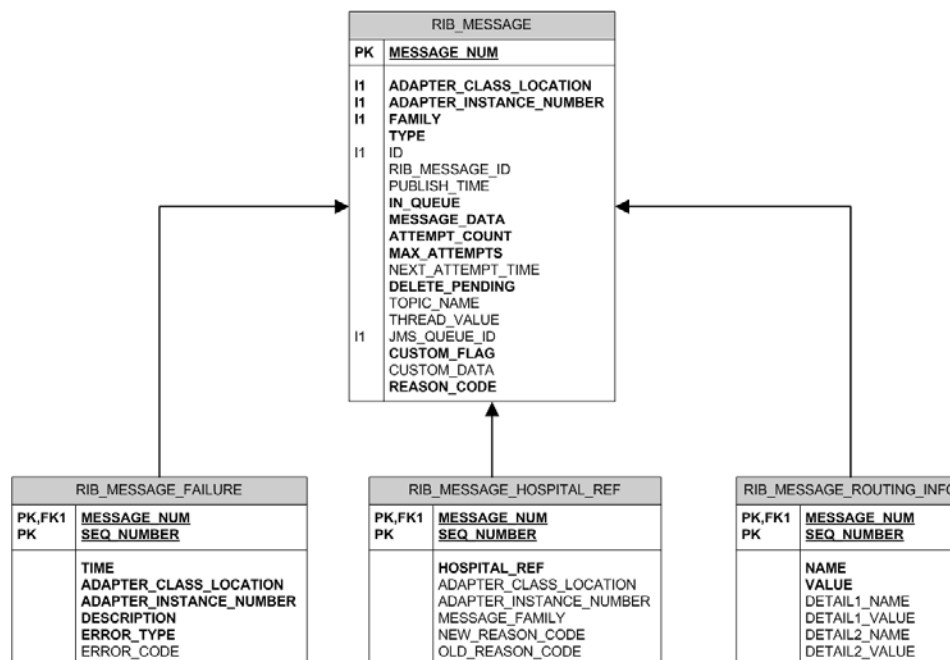 RIB_MESSAGE
PK MESSAGE_NUM
I1 ADAPTER_CLASS_LOCATION
I1 ADAPTER_INSTANCE_NUMBER
I1 FAMILY
TYPE
I1 ID
RIB_MESSAGE_ID
PUBLISH_TIME
IN_QUEUE
MESSAGE_DATA
ATTEMPT_COUNT
MAX_ATTEMPTS
NEXT_ATTEMPT_TIME
DELETE_PENDING
TOPIC_NAME
THREAD_VALUE
I1 JMS_QUEUE_ID
CUSTOM_FLAG
CUSTOM_DATA
REASON_CODE
RIB_MESSAGE_FAILURE
PK,FK1 MESSAGE_NUM
PK SEQ_NUMBER
TIME
ADAPTER_CLASS_LOCATION
ADAPTER_INSTANCE_NUMBER
DESCRIPTION
ERROR_TYPE
ERROR_CODE
RIB_MESSAGE_HOSPITAL_REF
PK,FK1 MESSAGE_NUM
PK SEQ_NUMBER
HOSPITAL_REF
ADAPTER_CLASS_LOCATION
ADAPTER_INSTANCE_NUMBER
MESSAGE_FAMILY
NEW_REASON_CODE
OLD_REASON_CODE
RIB_MESSAGE_ROUTING_INFO
PK,FK1 MESSAGE_NUM
PK SEQ_NUMBER
NAME
VALUE
DETAIL1_NAME
DETAIL1_VALUE
DETAIL2_NAME
DETAIL2_VALUE